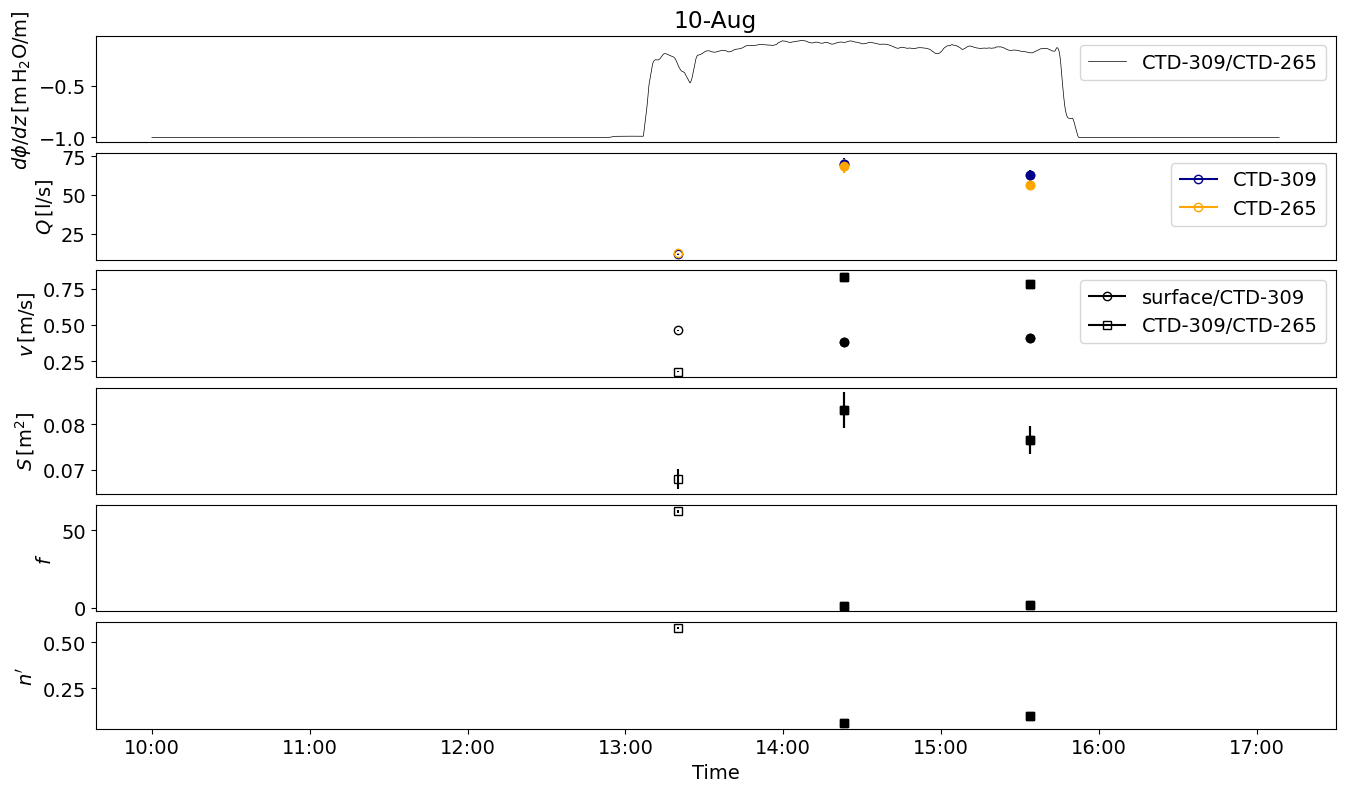 10-Aug
dϕ/dz [m H₂O/m]
−0.5
−1.0
CTD-309/CTD-265
Q [l/s]
75
50
25
CTD-309
CTD-265
v [m/s]
0.75
0.50
0.25
surface/CTD-309
CTD-309/CTD-265
S [m²]
0.08
0.07
f
50
0
n′
0.50
0.25
10:00 11:00 12:00 13:00 14:00 15:00 16:00 17:00
Time